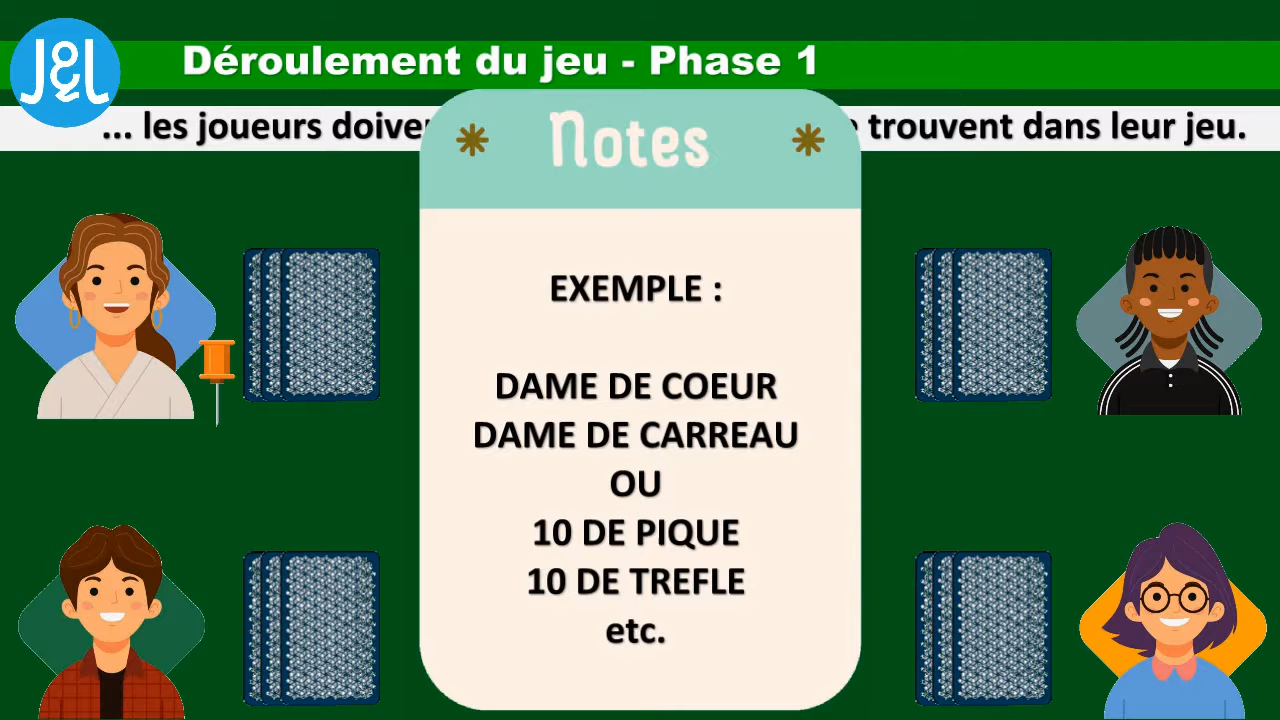 J&L
Déroulement du jeu - Phase 1
... les joueurs trouvent dans leur jeu.
Notes
EXEMPLE :
DAME DE COEUR
DAME DE CARREAU
OU
10 DE PIQUE
10 DE TREFLE
etc.